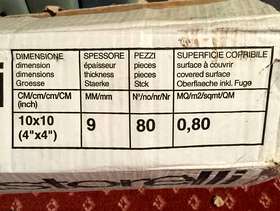 DIMENSIONE SPESSORE PEZZI SUPERFICIE COPRIBILE
dimension épaisseur pieces surface à couvrir
dimensions thickness pieces covered surface
Groesse Staerke Stck Oberflaeche inkl. Fuge
CM/cm/cm/CM MM/mm N°/no/nr/Nr MQ/m2/sqmt/QM
(inch)
10x10 9 80 0,80
(4"x4")